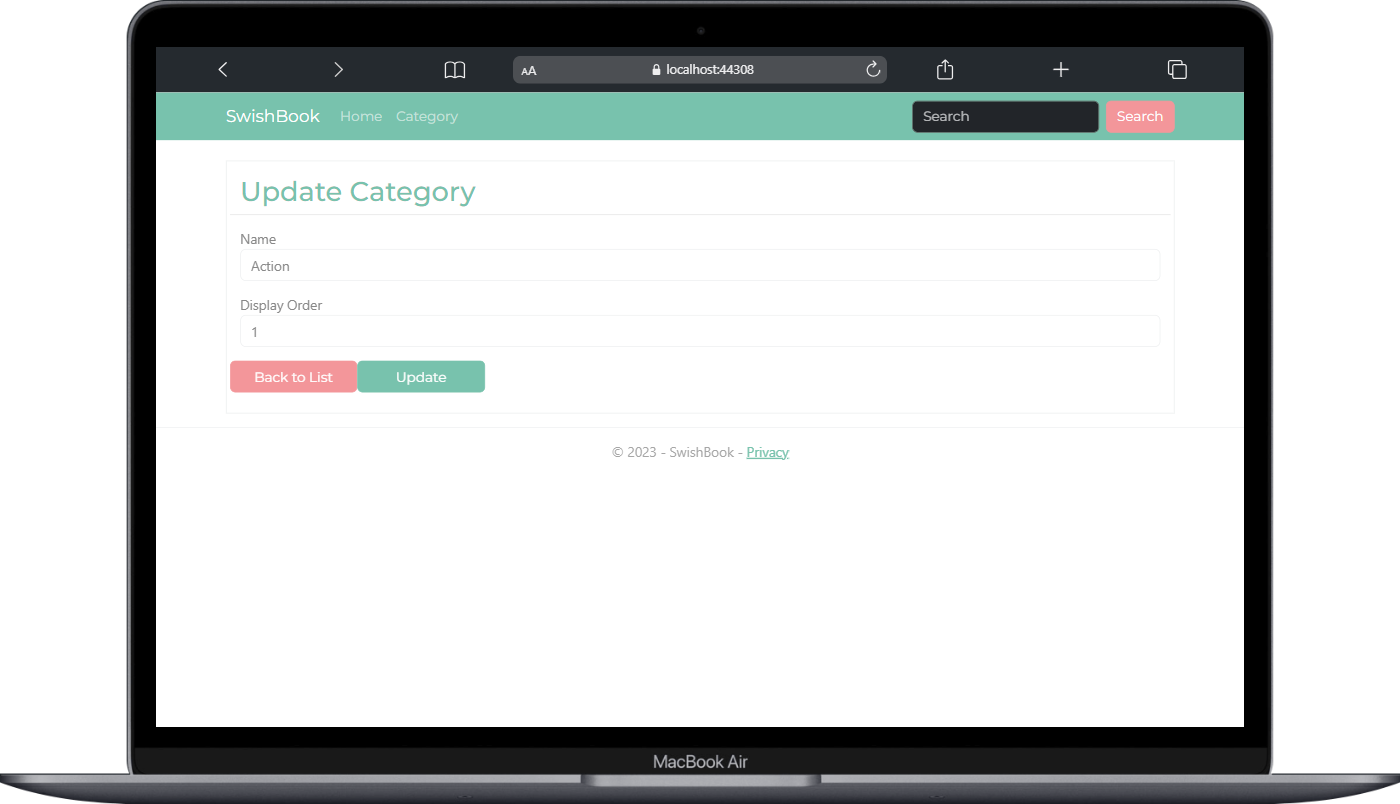 AA localhost:44308
SwishBook Home Category Search Search
Update Category
Name
Action
Display Order
1
Back to List Update
© 2023 - SwishBook - Privacy
MacBook Air